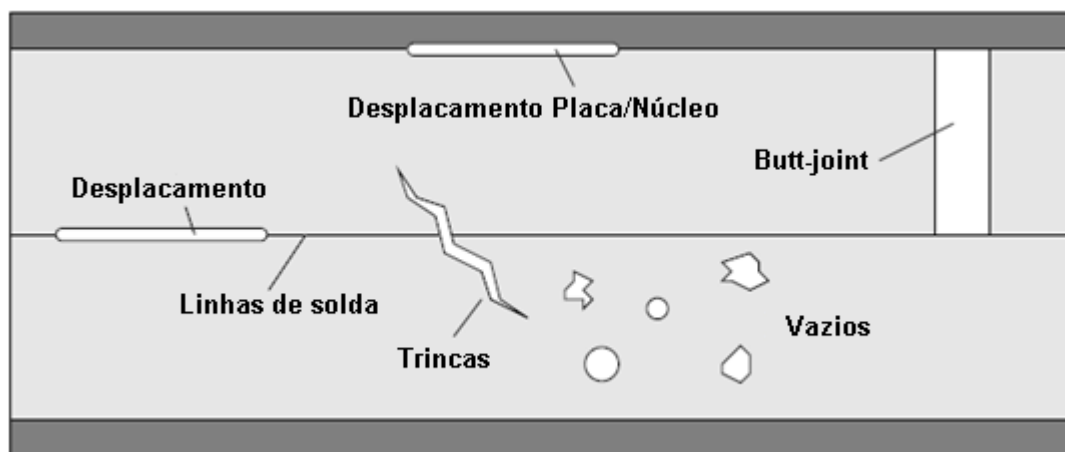 Desplacamento Placa/Núcleo
Butt-joint
Desplacamento
Linhas de solda
Trincas
Vazios